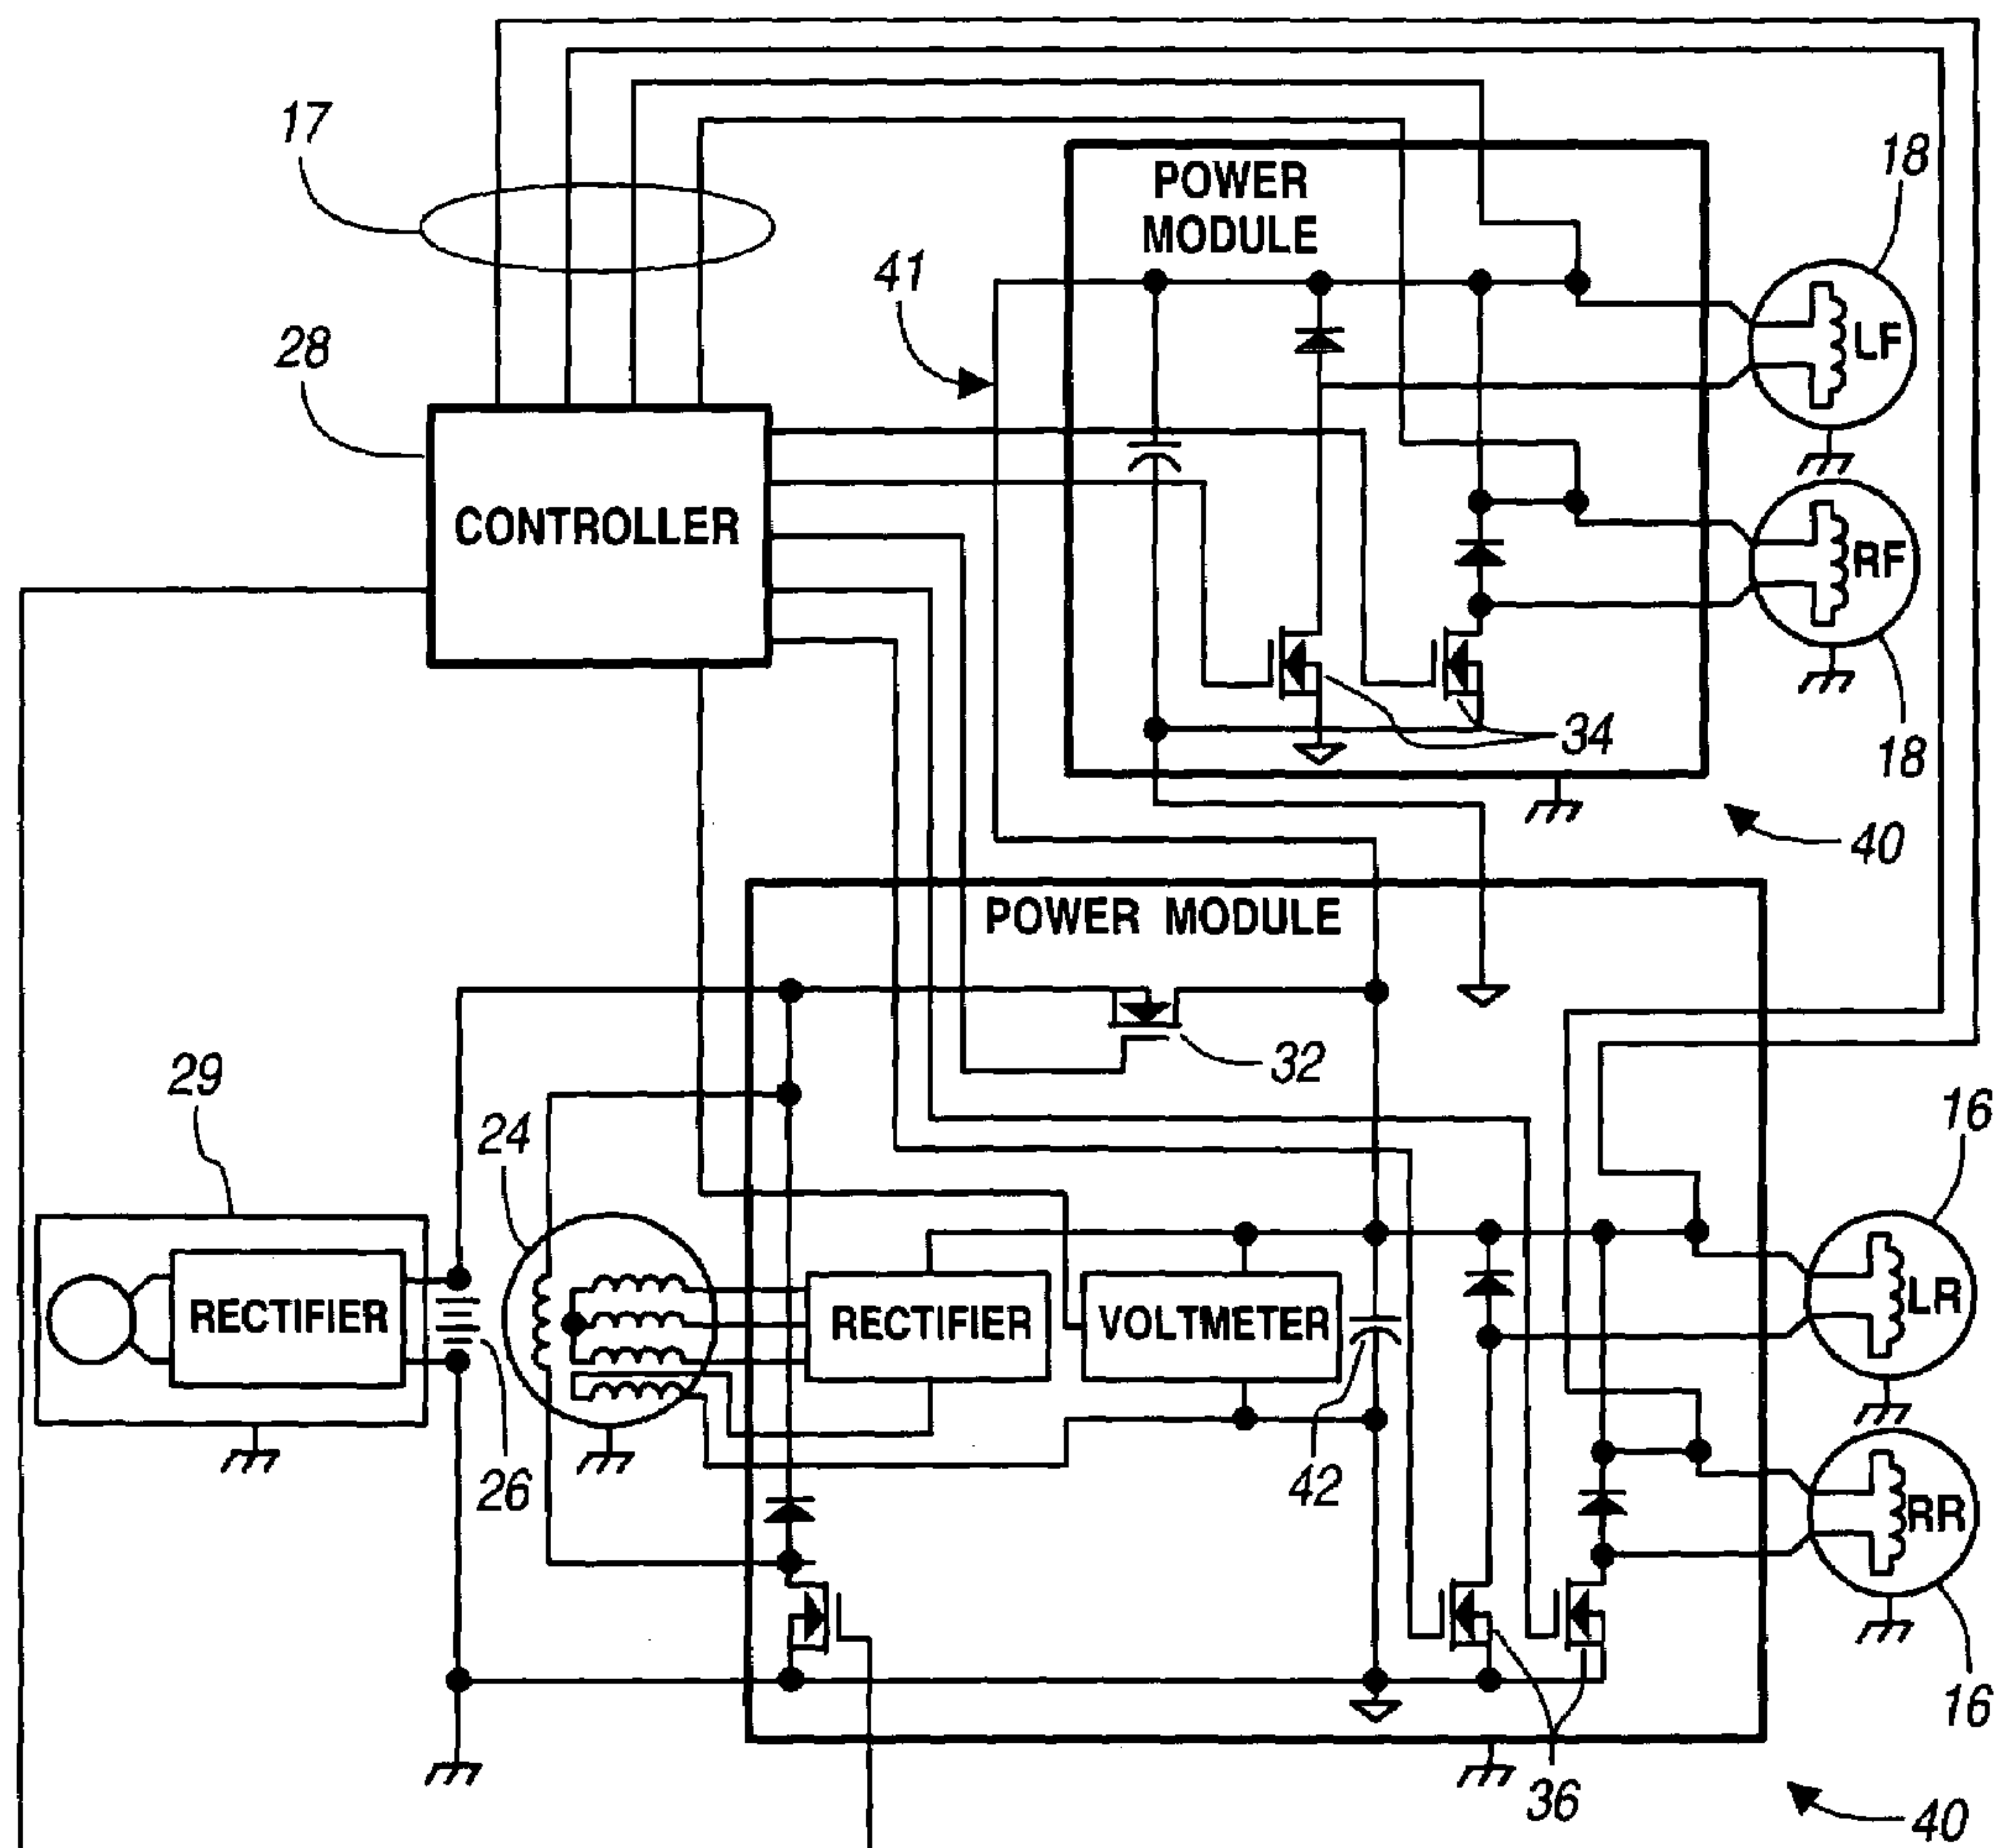 17
POWER
MODULE
18
41
28
LF
CONTROLLER
RF
34
18
40
POWER MODULE
32
29
24
16
RECTIFIER
RECTIFIER
VOLTMETER
LR
26
42
RR
16
36
40